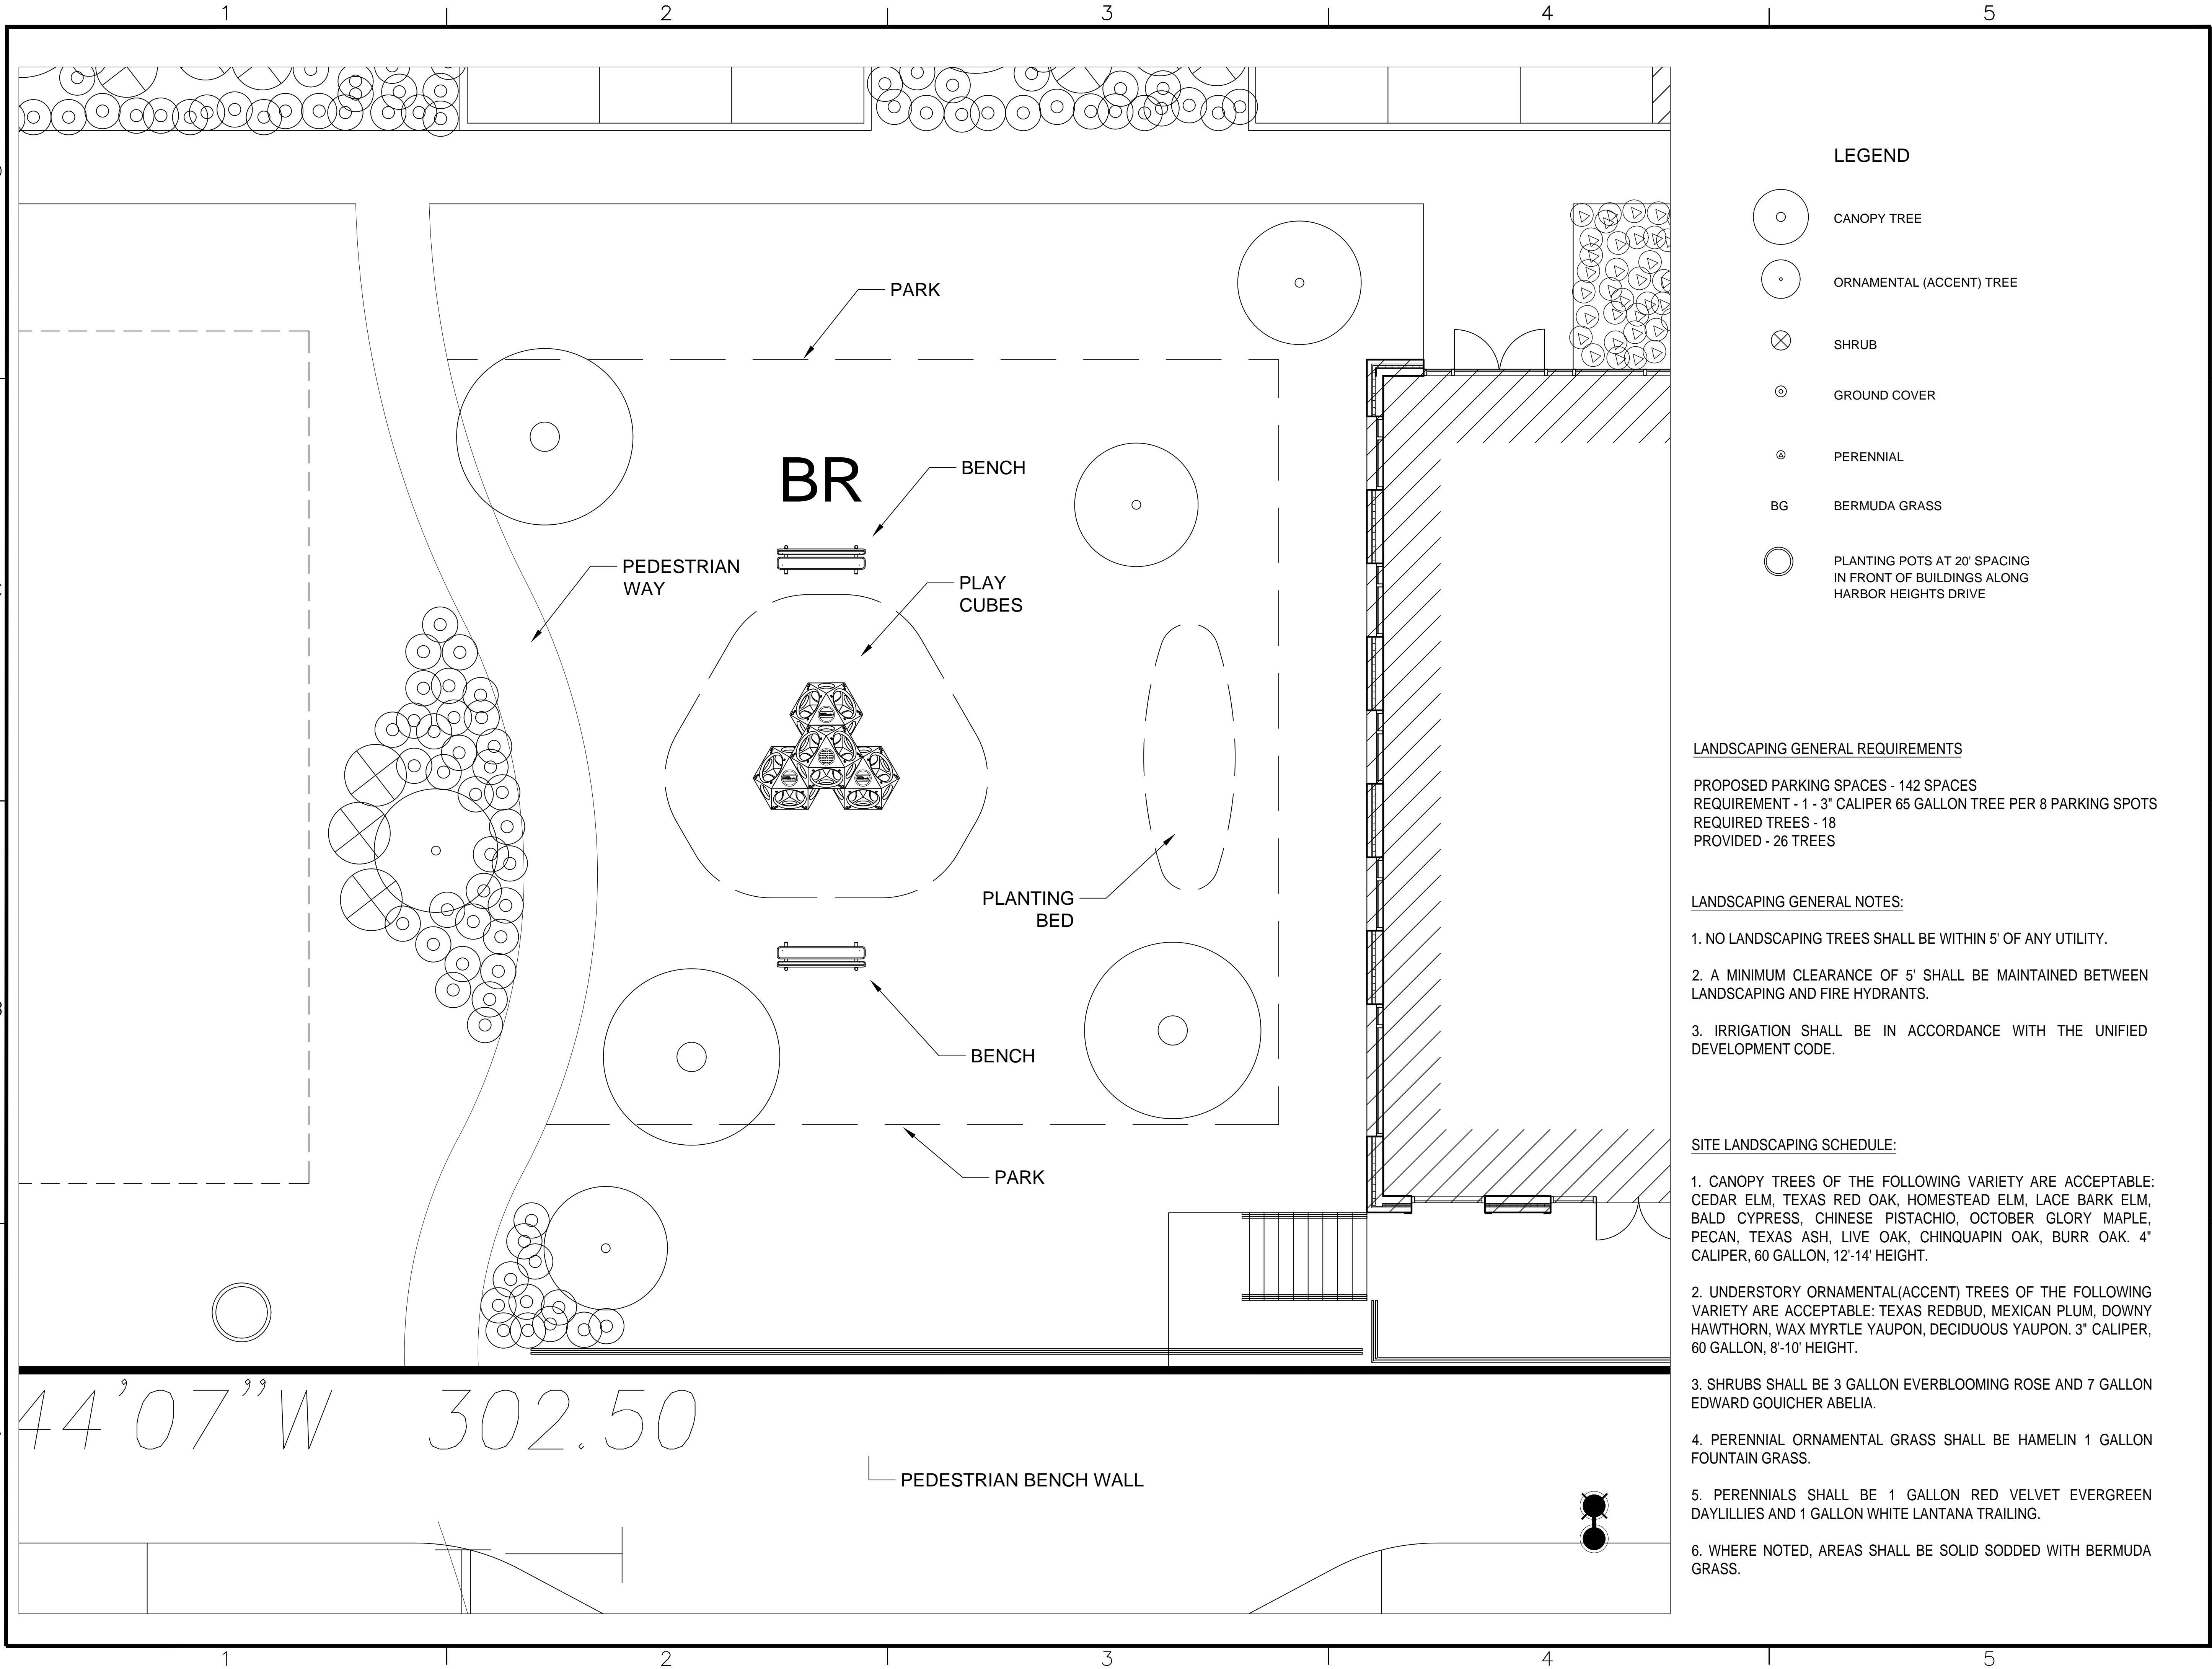 1 2 3 4 5
PARK
BR
BENCH
PEDESTRIAN
WAY
PLAY
CUBES
PLANTING
BED
BENCH
PARK
44'07"W 302.50
PEDESTRIAN BENCH WALL
LEGEND
CANOPY TREE
ORNAMENTAL (ACCENT) TREE
SHRUB
GROUND COVER
PERENNIAL
BG BERMUDA GRASS
PLANTING POTS AT 20' SPACING
IN FRONT OF BUILDINGS ALONG
HARBOR HEIGHTS DRIVE
LANDSCAPING GENERAL REQUIREMENTS
PROPOSED PARKING SPACES - 142 SPACES
REQUIREMENT - 1 - 3" CALIPER 65 GALLON TREE PER 8 PARKING SPOTS
REQUIRED TREES - 18
PROVIDED - 26 TREES
LANDSCAPING GENERAL NOTES:
1. NO LANDSCAPING TREES SHALL BE WITHIN 5' OF ANY UTILITY.
2. A MINIMUM CLEARANCE OF 5' SHALL BE MAINTAINED BETWEEN
LANDSCAPING AND FIRE HYDRANTS.
3. IRRIGATION SHALL BE IN ACCORDANCE WITH THE UNIFIED
DEVELOPMENT CODE.
SITE LANDSCAPING SCHEDULE:
1. CANOPY TREES OF THE FOLLOWING VARIETY ARE ACCEPTABLE:
CEDAR ELM, TEXAS RED OAK, HOMESTEAD ELM, LACE BARK ELM,
BALD CYPRESS, CHINESE PISTACHIO, OCTOBER GLORY MAPLE,
PECAN, TEXAS ASH, LIVE OAK, CHINQUAPIN OAK, BURR OAK. 4"
CALIPER, 60 GALLON, 12'-14' HEIGHT.
2. UNDERSTORY ORNAMENTAL(ACCENT) TREES OF THE FOLLOWING
VARIETY ARE ACCEPTABLE: TEXAS REDBUD, MEXICAN PLUM, DOWNY
HAWTHORN, WAX MYRTLE YAUPON, DECIDUOUS YAUPON. 3" CALIPER,
60 GALLON, 8'-10' HEIGHT.
3. SHRUBS SHALL BE 3 GALLON EVERBLOOMING ROSE AND 7 GALLON
EDWARD GOUICHER ABELIA.
4. PERENNIAL ORNAMENTAL GRASS SHALL BE HAMELIN 1 GALLON
FOUNTAIN GRASS.
5. PERENNIALS SHALL BE 1 GALLON RED VELVET EVERGREEN
DAYLILLIES AND 1 GALLON WHITE LANTANA TRAILING.
6. WHERE NOTED, AREAS SHALL BE SOLID SODDED WITH BERMUDA
GRASS.
1 2 3 4 5